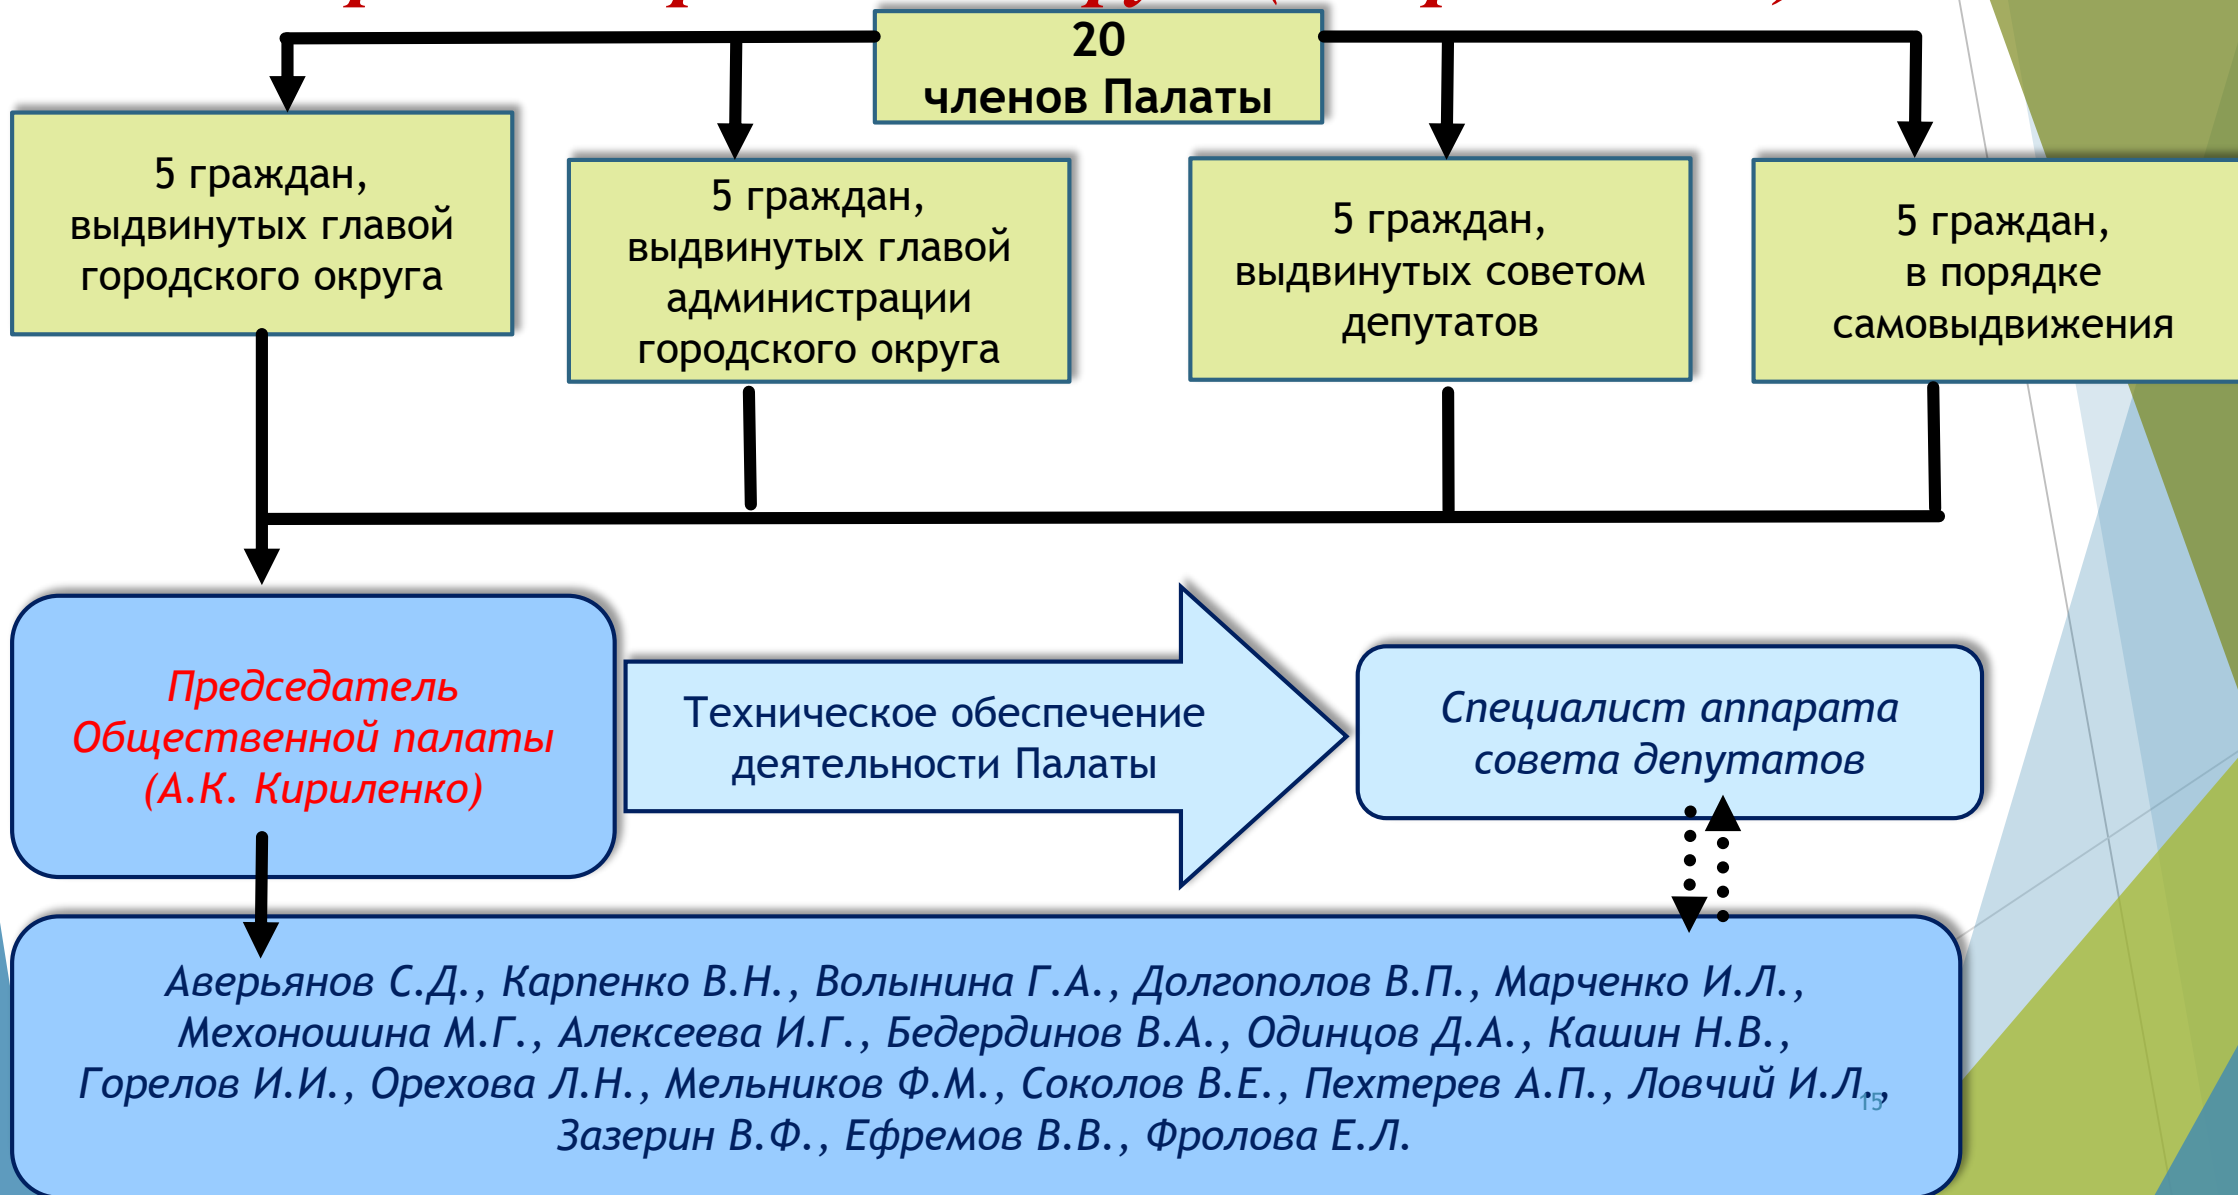 20
членов Палаты
5 граждан,
выдвинутых главой
городского округа
5 граждан,
выдвинутых главой
администрации
городского округа
5 граждан,
выдвинутых советом
депутатов
5 граждан,
в порядке
самовыдвижения
Председатель
Общественной палаты
(А.К. Кириленко)
Техническое обеспечение
деятельности Палаты
Специалист аппарата
совета депутатов
Аверьянов С.Д., Карпенко В.Н., Волынина Г.А., Долгополов В.П., Марченко И.Л.,
Мехоношина М.Г., Алексеева И.Г., Бедердинов В.А., Одинцов Д.А., Кашин Н.В.,
Горелов И.И., Орехова Л.Н., Мельников Ф.М., Соколов В.Е., Пехтерев А.П., Ловчий И.Л.,
Зазерин В.Ф., Ефремов В.В., Фролова Е.Л.
15